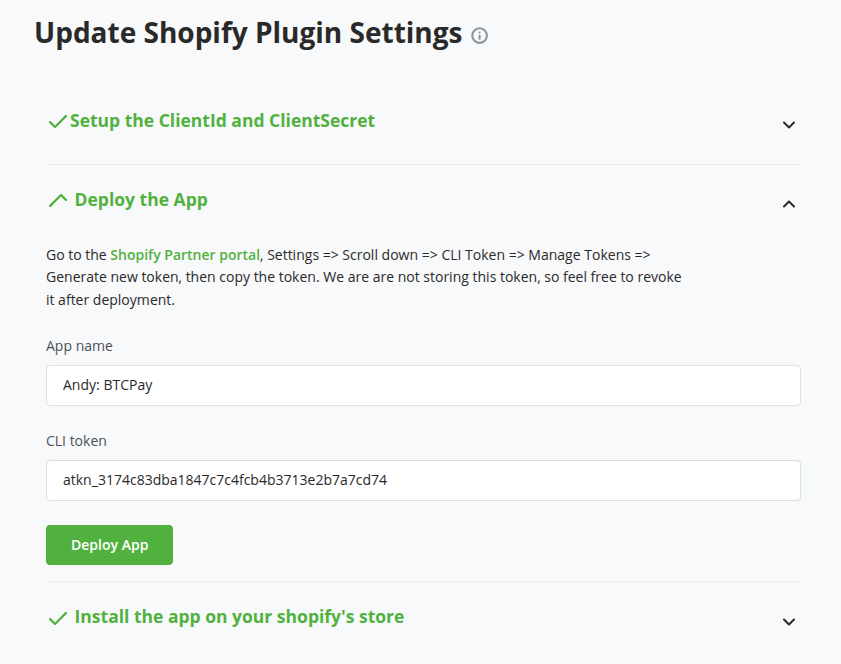 Update Shopify Plugin Settings
Setup the ClientId and ClientSecret
Deploy the App
Go to the Shopify Partner portal, Settings => Scroll down => CLI Token => Manage Tokens =>
Generate new token, then copy the token. We are are not storing this token, so feel free to revoke
it after deployment.
App name
Andy: BTCPay
CLI token
atkn_3174c83dba1847c7c4fcb4b3713e2b7a7cd74
Deploy App
Install the app on your shopify's store